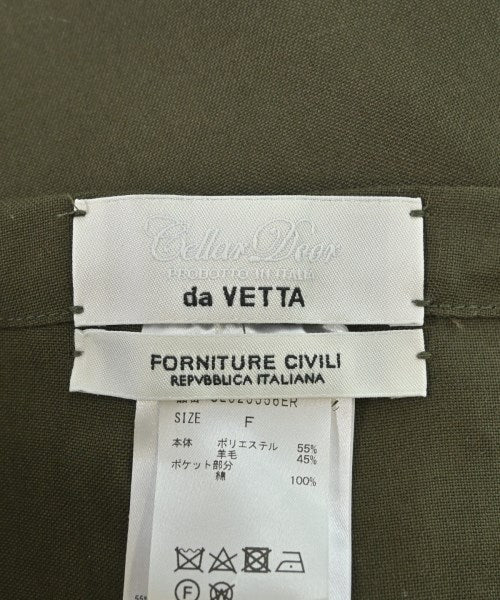 Cellar Door
PRODOTTO IN ITALIA
da VETTA
FORNITURE CIVILI
REPVBBLICA ITALIANA
SIZE F
本体 ポリエステル 55%
羊毛 45%
ポケット部分
綿 100%
F W
55%